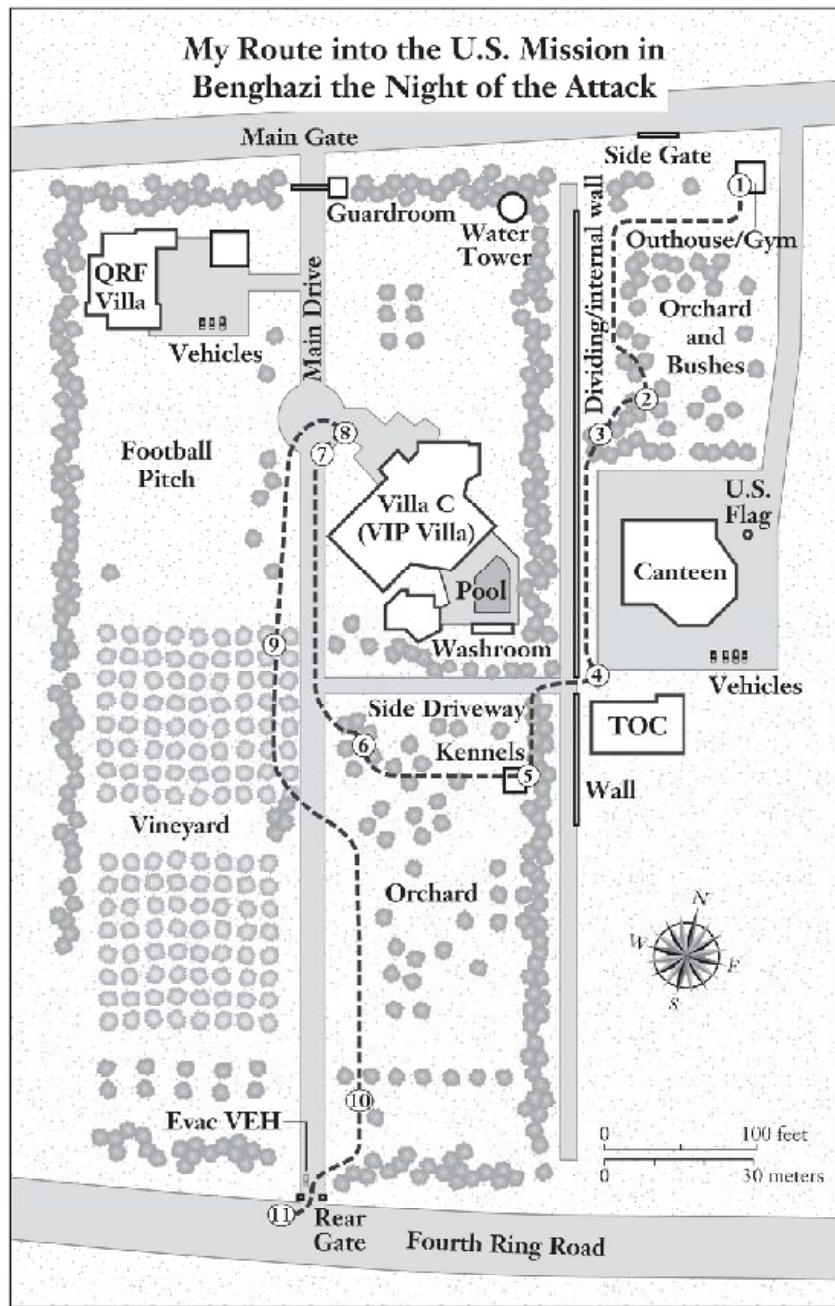 My Route into the U.S. Mission in
Benghazi the Night of the Attack
Main Gate
Side Gate
1
Guardroom
Water
Tower
Outhouse/Gym
QRF
Villa
Vehicles
Main Drive
Dividing/internal wall
Orchard
and
Bushes
2
3
8
7
Football
Pitch
Villa C
(VIP Villa)
U.S.
Flag
Canteen
Pool
9
Washroom
4
Vehicles
Side Driveway
TOC
6
Kennels
5
Wall
Vineyard
Orchard
N
W
E
S
10
Evac VEH
0
100 feet
0
30 meters
11
Rear
Gate
Fourth Ring Road